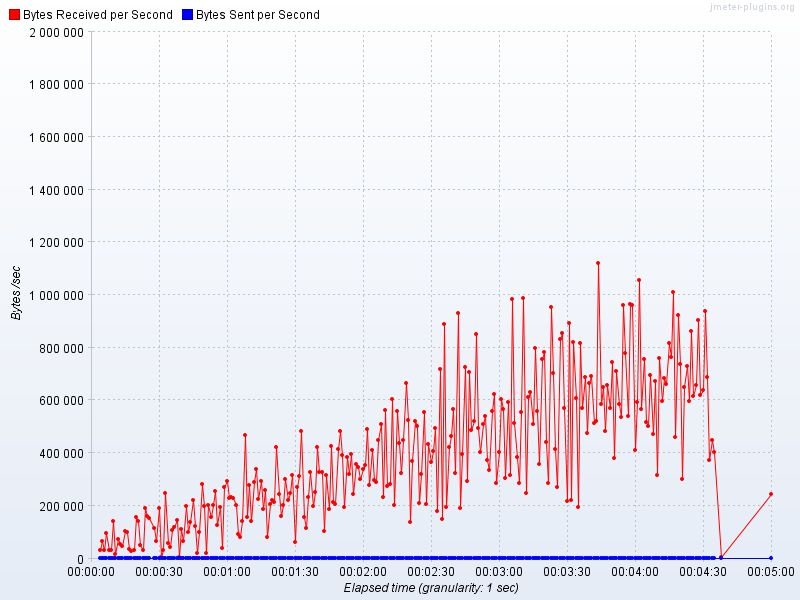 jmeter-plugins.org
Bytes Received per Second Bytes Sent per Second
2 000 000
1 800 000
1 600 000
1 400 000
1 200 000
1 000 000
800 000
600 000
400 000
200 000
0
Bytes /sec
00:00:00 00:00:30 00:01:00 00:01:30 00:02:00 00:02:30 00:03:00 00:03:30 00:04:00 00:04:30 00:05:00
Elapsed time (granularity: 1 sec)